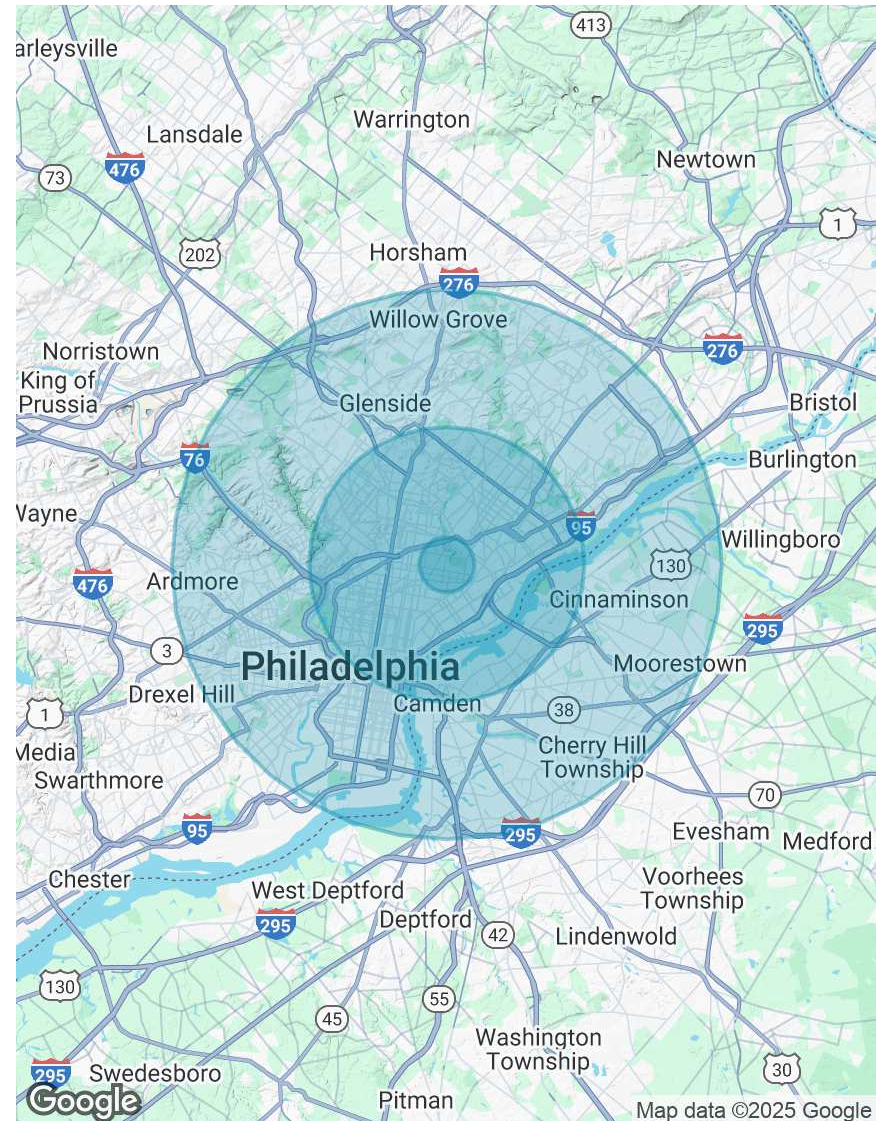 413
arleysville
Warrington
Lansdale
Newtown
476
73
1
202
Horsham
276
Willow Grove
Norristown
276
King of
Prussia
Glenside
Bristol
76
Burlington
Wayne
95
Willingboro
130
476
Ardmore
Cinnaminson
295
3
Philadelphia
Moorestown
Drexel Hill
Camden
38
1
Media
Cherry Hill
Township
Swarthmore
70
95
295
Evesham
Medford
Chester
West Deptford
Voorhees
Township
295
Deptford
42
Lindenwold
130
55
45
Washington
Township
295
Swedesboro
30
Google
Pitman
Map data ©2025 Google